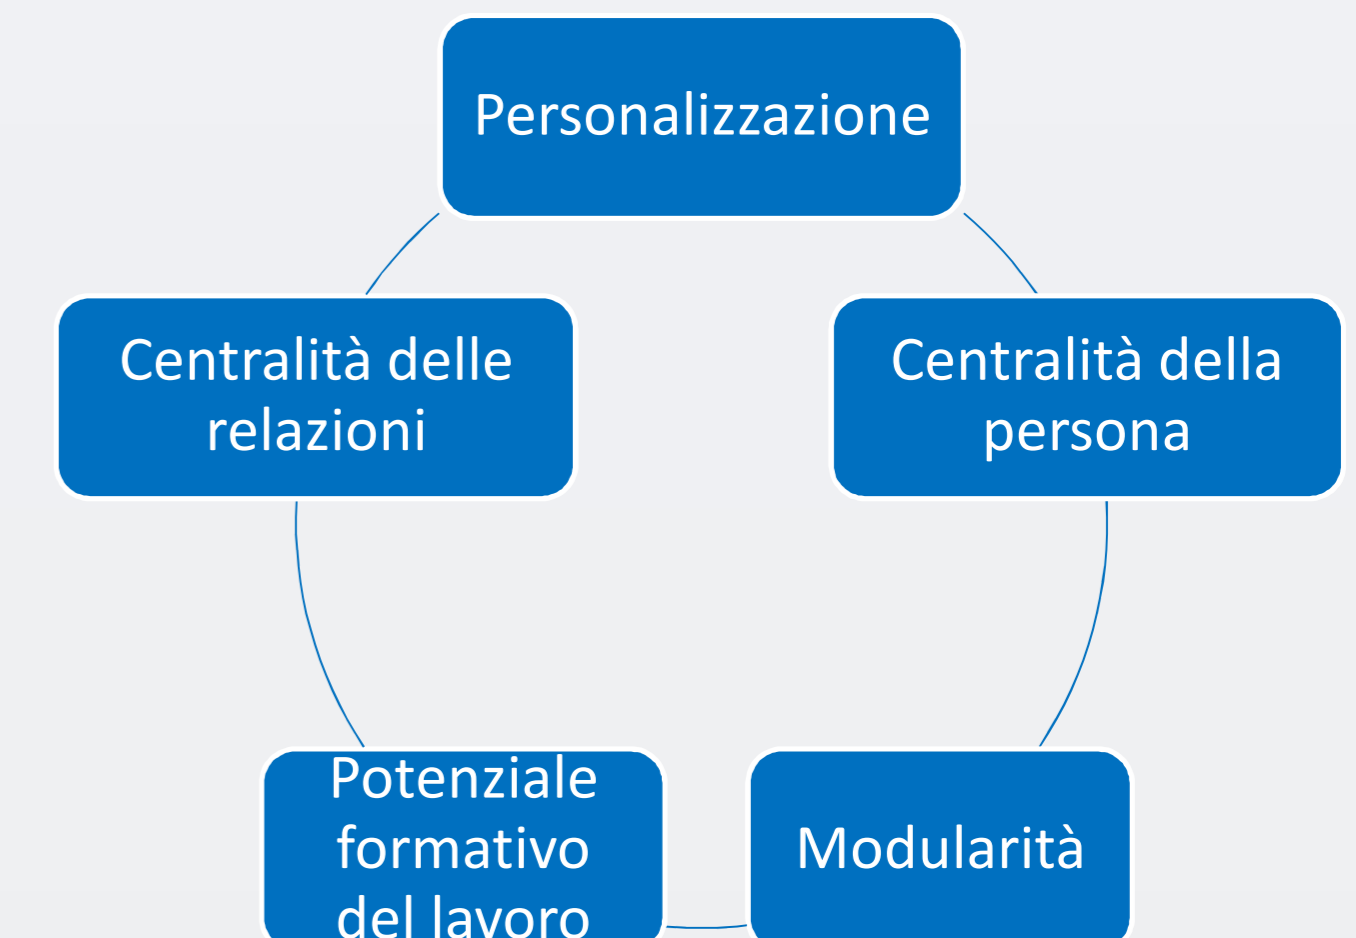 Personalizzazione
Centralità delle
relazioni
Centralità della
persona
Potenziale
formativo
del lavoro
Modularità